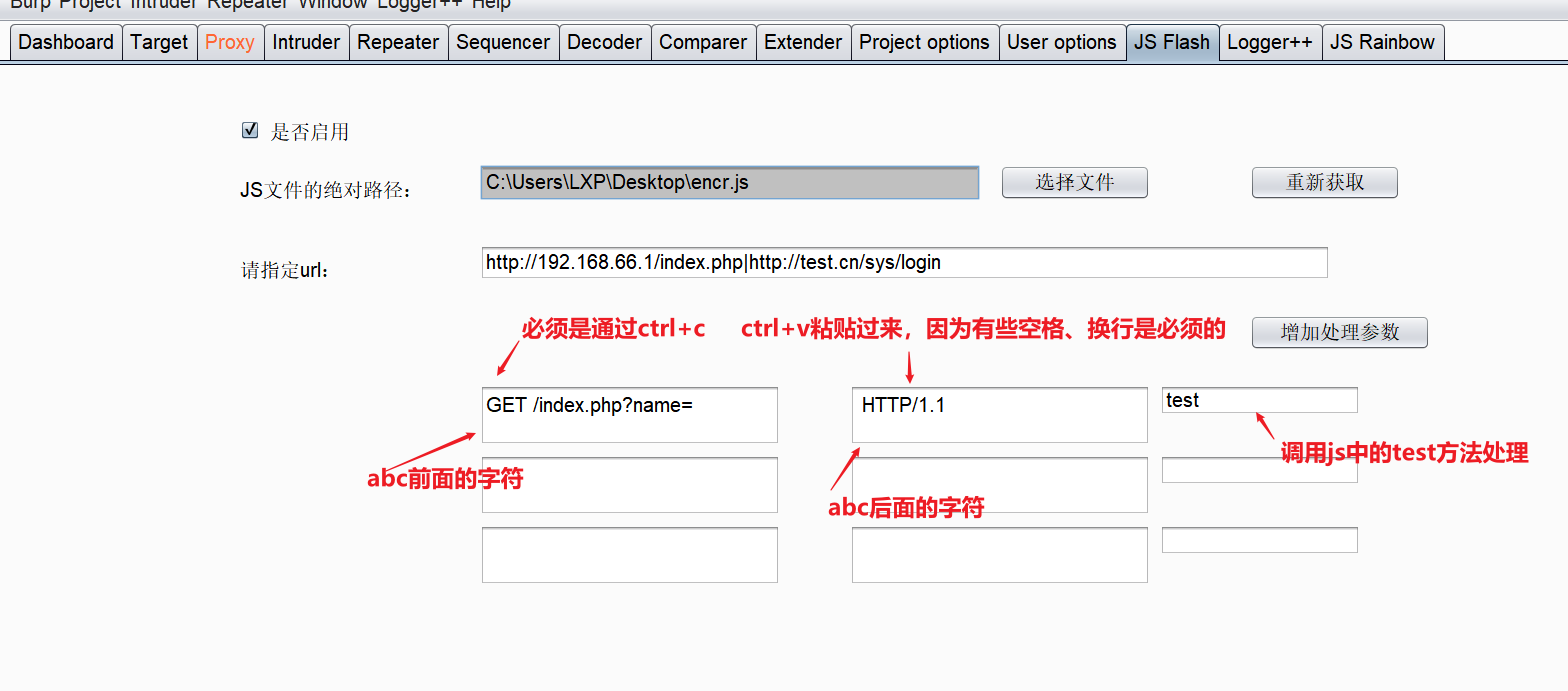 Burp Project Intruder Repeater Window Logger++ Help
Dashboard Target Proxy Intruder Repeater Sequencer Decoder Comparer Extender Project options User options JS Flash Logger++ JS Rainbow
是否启用
JS文件的绝对路径： C:\Users\LXP\Desktop\encr.js 选择文件 重新获取
请指定url： http://192.168.66.1/index.php|http://test.cn/sys/login
必须是通过ctrl+c ctrl+v粘贴过来，因为有些空格、换行是必须的 增加处理参数
GET /index.php?name= HTTP/1.1 test
调用js中的test方法处理
abc前面的字符
abc后面的字符